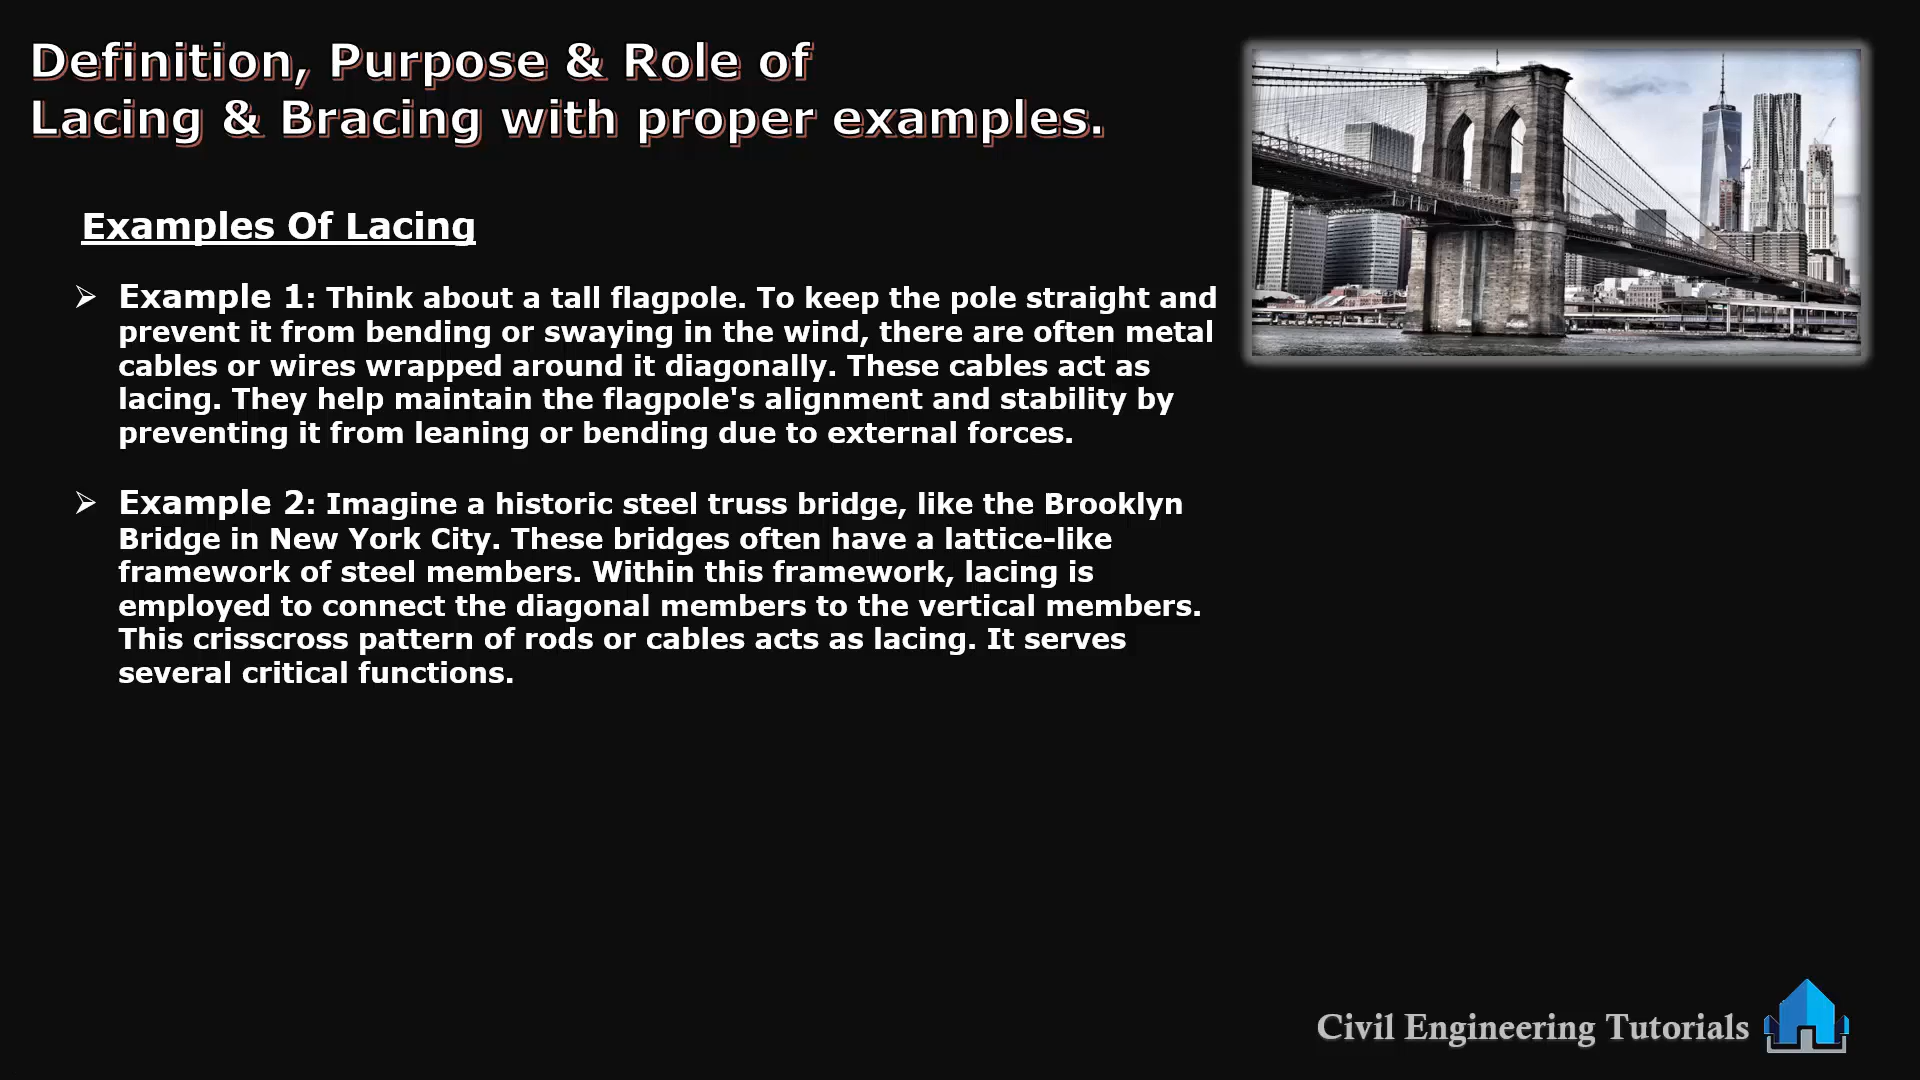 Definition, Purpose & Role of
Lacing & Bracing with proper examples.
Examples Of Lacing
Example 1: Think about a tall flagpole. To keep the pole straight and
prevent it from bending or swaying in the wind, there are often metal
cables or wires wrapped around it diagonally. These cables act as
lacing. They help maintain the flagpole's alignment and stability by
preventing it from leaning or bending due to external forces.
Example 2: Imagine a historic steel truss bridge, like the Brooklyn
Bridge in New York City. These bridges often have a lattice-like
framework of steel members. Within this framework, lacing is
employed to connect the diagonal members to the vertical members.
This crisscross pattern of rods or cables acts as lacing. It serves
several critical functions.
Civil Engineering Tutorials